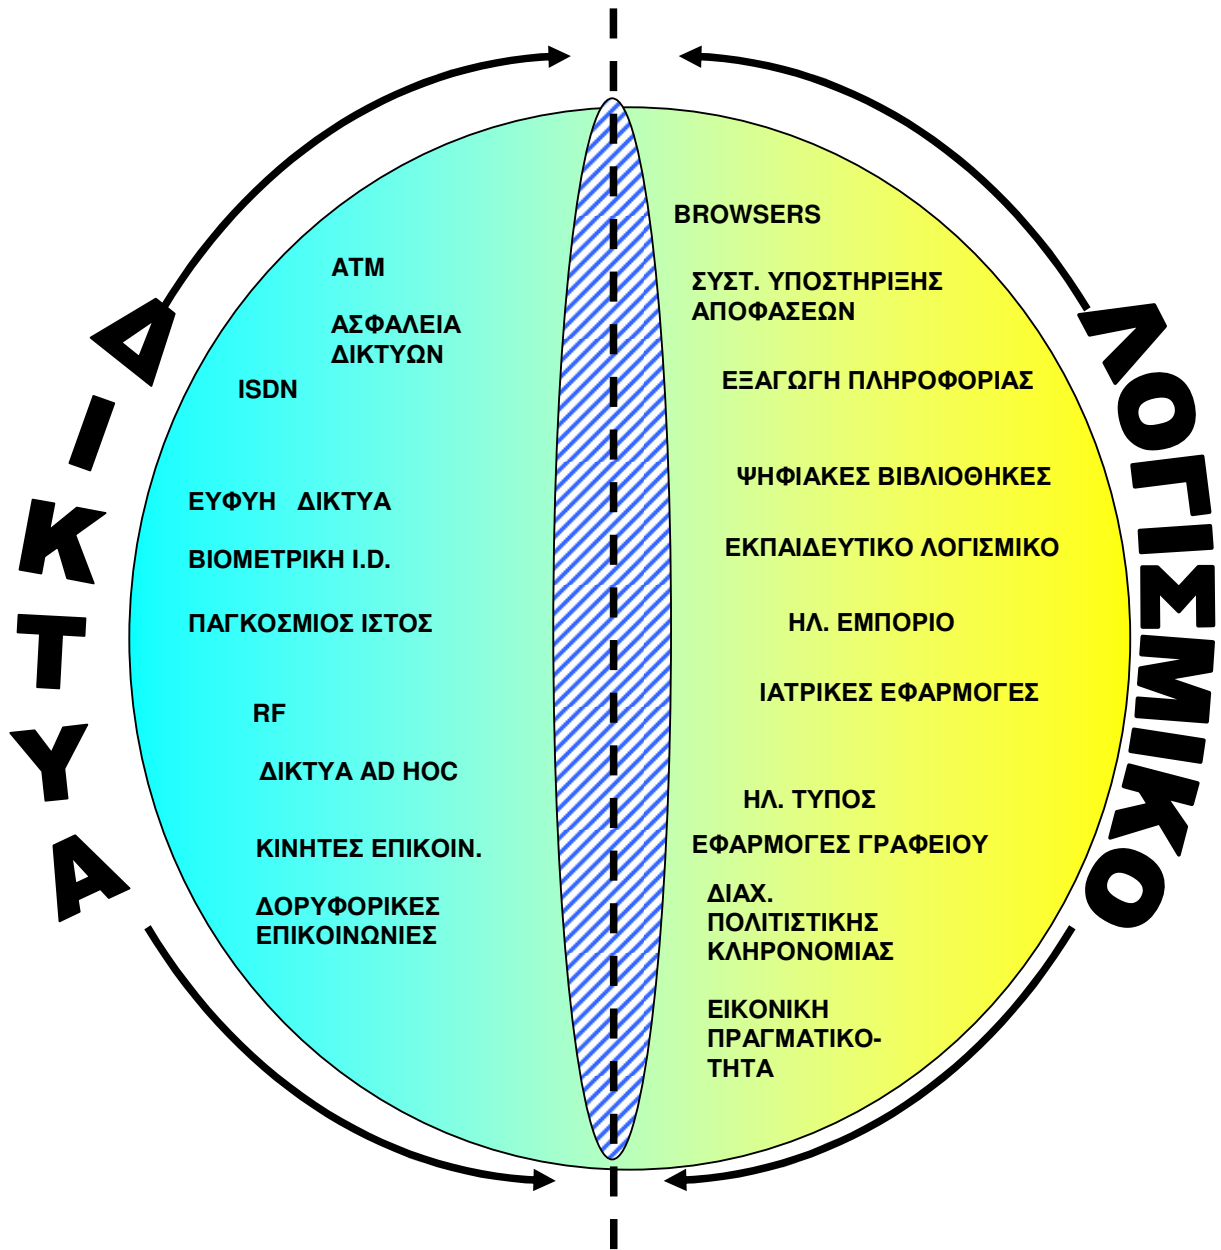 ΔΙΚΤΥΑ
ATM
ΑΣΦΑΛΕΙΑ
ΔΙΚΤΥΩΝ
ISDN
ΕΥΦΥΗ ΔΙΚΤΥΑ
ΒΙΟΜΕΤΡΙΚΗ I.D.
ΠΑΓΚΟΣΜΙΟΣ ΙΣΤΟΣ
RF
ΔΙΚΤΥΑ AD HOC
ΚΙΝΗΤΕΣ ΕΠΙΚΟΙΝ.
ΔΟΡΥΦΟΡΙΚΕΣ
ΕΠΙΚΟΙΝΩΝΙΕΣ
BROWSERS
ΣΥΣΤ. ΥΠΟΣΤΗΡΙΞΗΣ
ΑΠΟΦΑΣΕΩΝ
ΕΞΑΓΩΓΗ ΠΛΗΡΟΦΟΡΙΑΣ
ΨΗΦΙΑΚΕΣ ΒΙΒΛΙΟΘΗΚΕΣ
ΕΚΠΑΙΔΕΥΤΙΚΟ ΛΟΓΙΣΜΙΚΟ
ΗΛ. ΕΜΠΟΡΙΟ
ΙΑΤΡΙΚΕΣ ΕΦΑΡΜΟΓΕΣ
ΗΛ. ΤΥΠΟΣ
ΕΦΑΡΜΟΓΕΣ ΓΡΑΦΕΙΟΥ
ΔΙΑΧ.
ΠΟΛΙΤΙΣΤΙΚΗΣ
ΚΛΗΡΟΝΟΜΙΑΣ
ΕΙΚΟΝΙΚΗ
ΠΡΑΓΜΑΤΙΚΟ-
ΤΗΤΑ
ΛΟΓΙΣΜΙΚΟ